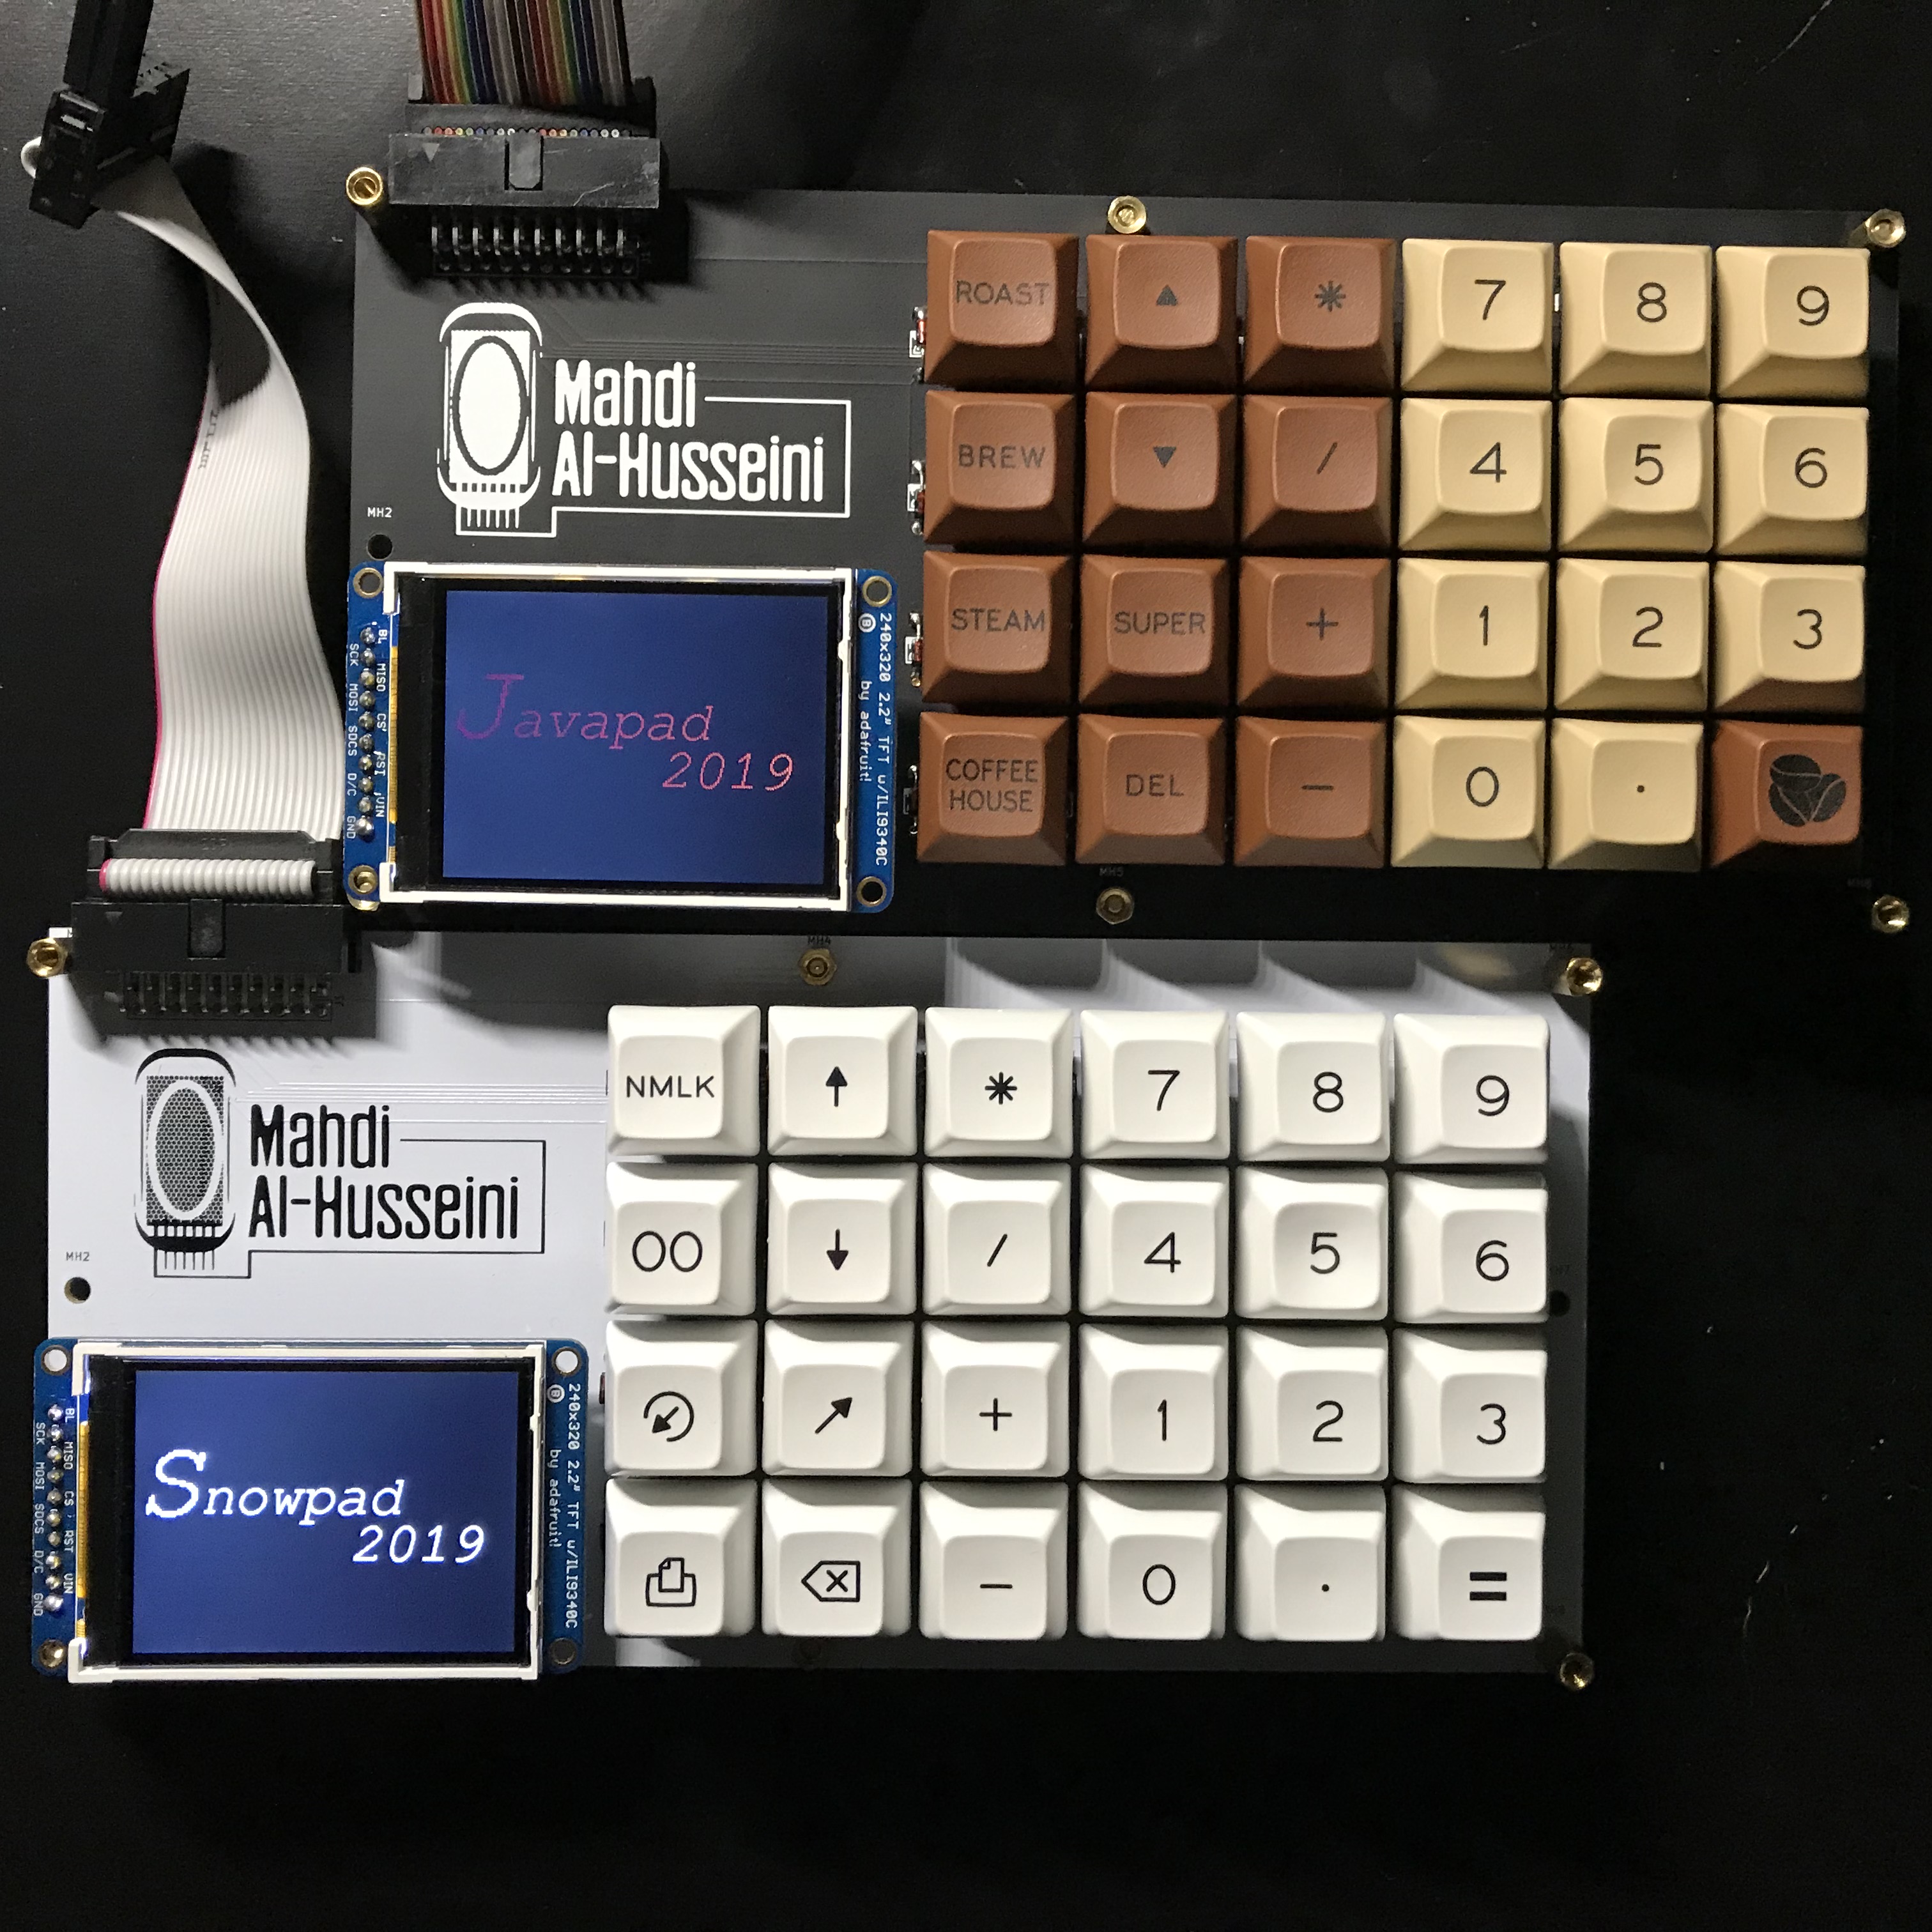 Mahdi
Al-Husseini
MH2
BL
SCK
MISO
MOSI
CS
SDCS
RST
D/C
VIN
GND
240x320 2.2" TFT w/ILI9340C
by adafruit!
Javapad
2019
ROAST ▲ * 7 8 9
BREW ▼ / 4 5 6
STEAM SUPER + 1 2 3
COFFEE
HOUSE
DEL - 0 .
MH5
MH4
Mahdi
Al-Husseini
MH2
BL
SCK
MISO
MOSI
CS
SDCS
RST
D/C
VIN
GND
240x320 2.2" TFT w/ILI9340C
by adafruit!
Snowpad
2019
NMLK ↑ * 7 8 9
00 ↓ / 4 5 6
↗ + 1 2 3
- 0 . =